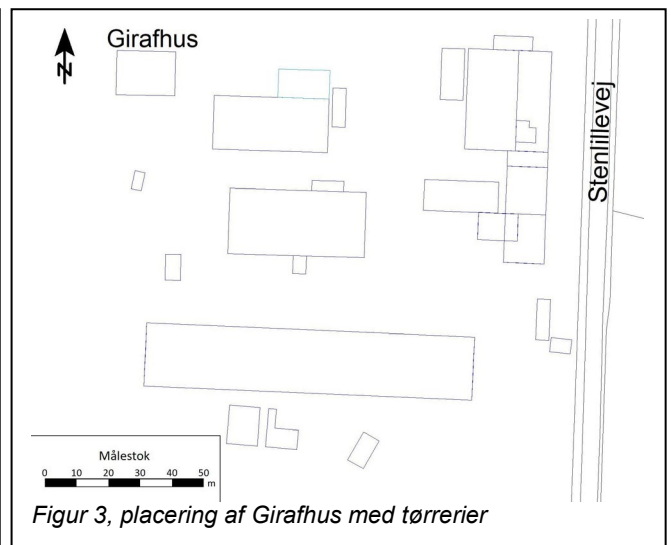 Girafhus
N
Stenlillevej
Målestok
0 10 20 30 40 50
m
Figur 3, placering af Girafhus med tørrerier